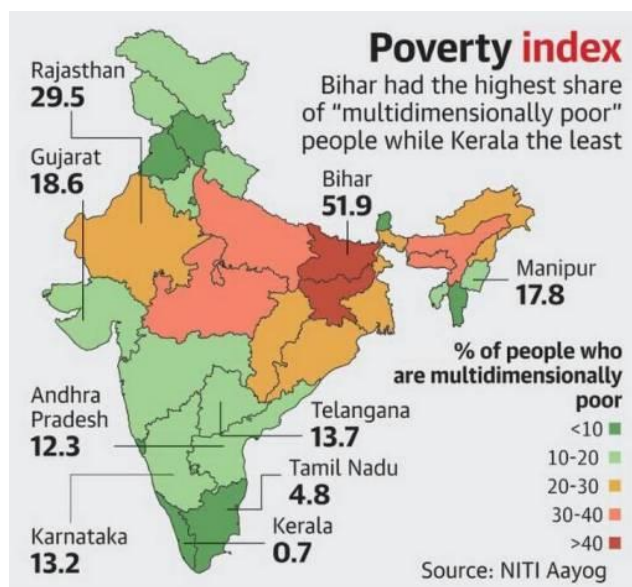 Poverty index
Bihar had the highest share
of “multidimensionally poor”
people while Kerala the least
Rajasthan
29.5
Gujarat
18.6
Bihar
51.9
Manipur
17.8
% of people who
are multidimensionally
poor
<10
10-20
20-30
30-40
>40
Andhra
Pradesh
12.3
Telangana
13.7
Tamil Nadu
4.8
Karnataka
13.2
Kerala
0.7
Source: NITI Aayog